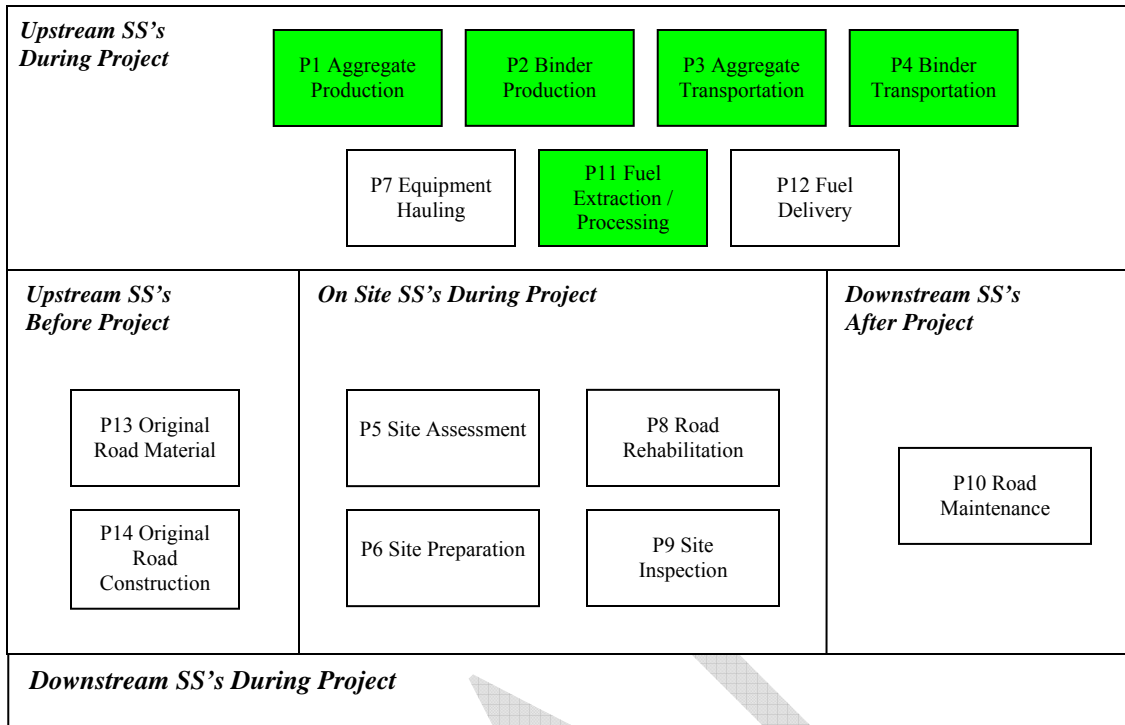 Upstream SS’s
During Project
P1 Aggregate
Production
P2 Binder
Production
P3 Aggregate
Transportation
P4 Binder
Transportation
P7 Equipment
Hauling
P11 Fuel
Extraction /
Processing
P12 Fuel
Delivery
Upstream SS’s
Before Project
P13 Original
Road Material
P14 Original
Road
Construction
On Site SS’s During Project
P5 Site Assessment
P8 Road
Rehabilitation
P6 Site Preparation
P9 Site
Inspection
Downstream SS’s
After Project
P10 Road
Maintenance
Downstream SS’s During Project